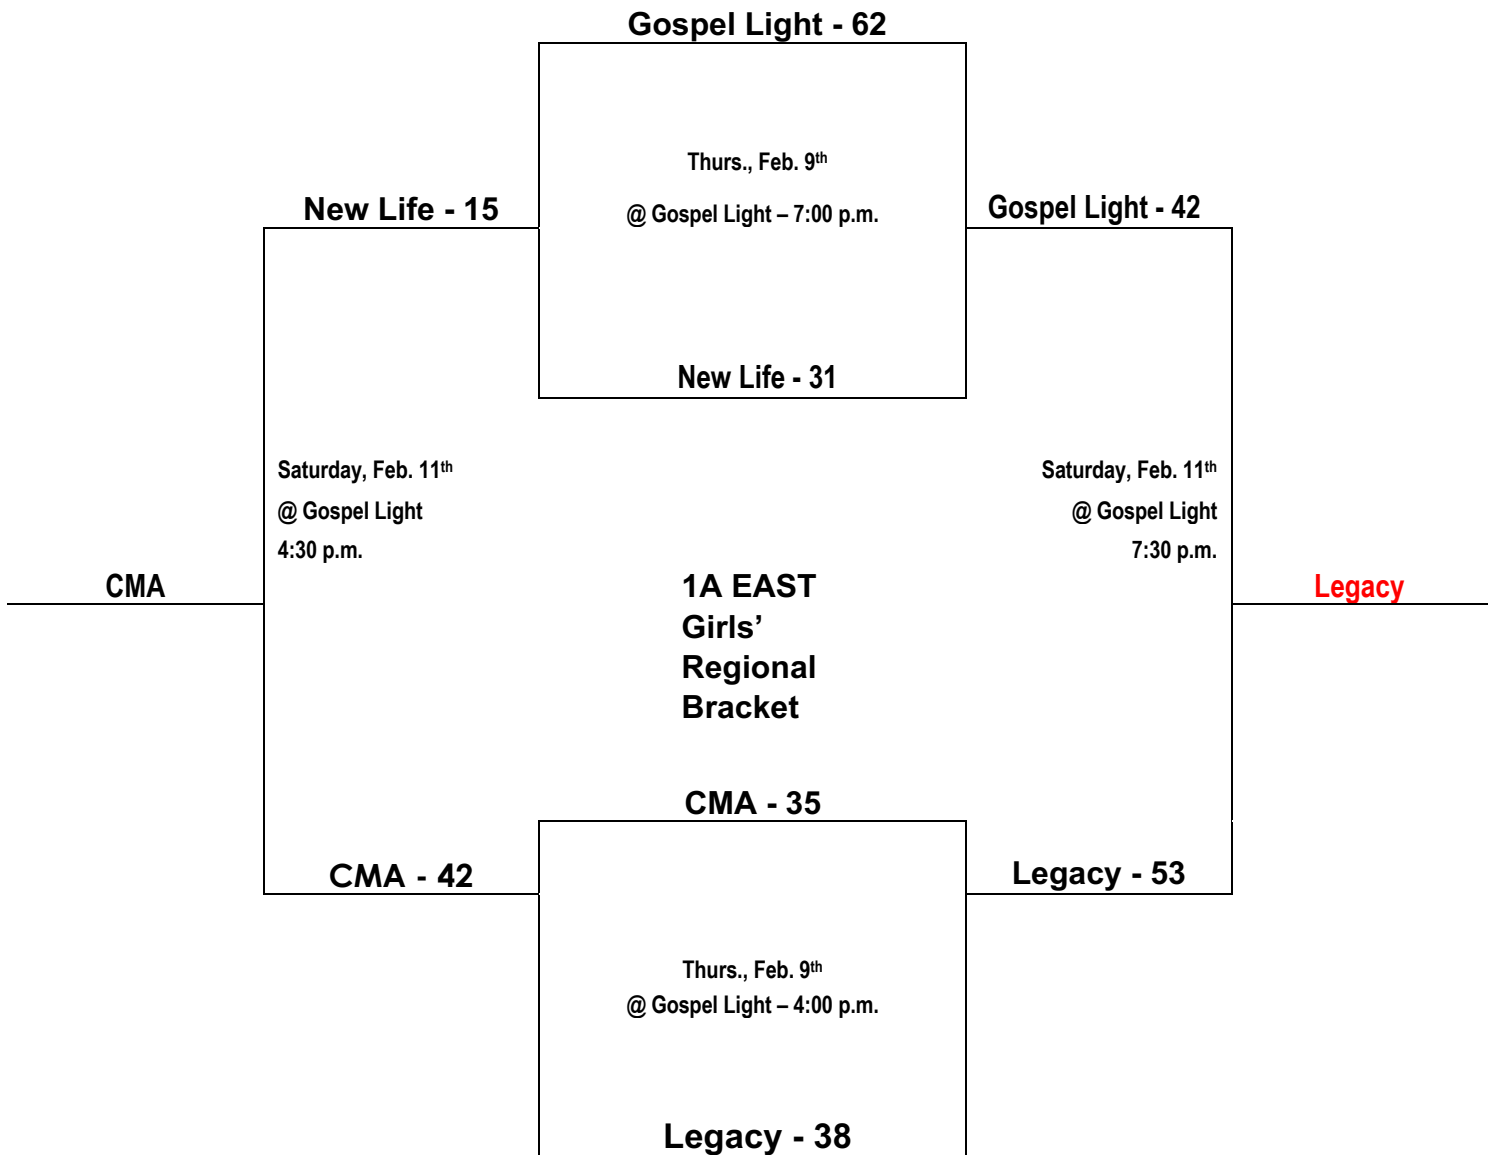 Gospel Light - 62
Thurs., Feb. 9th
@ Gospel Light – 7:00 p.m.
New Life - 15
Gospel Light - 42
New Life - 31
Saturday, Feb. 11th
@ Gospel Light
4:30 p.m.
Saturday, Feb. 11th
@ Gospel Light
7:30 p.m.
CMA
1A EAST
Girls’
Regional
Bracket
Legacy
CMA - 35
CMA - 42
Legacy - 53
Thurs., Feb. 9th
@ Gospel Light – 4:00 p.m.
Legacy - 38